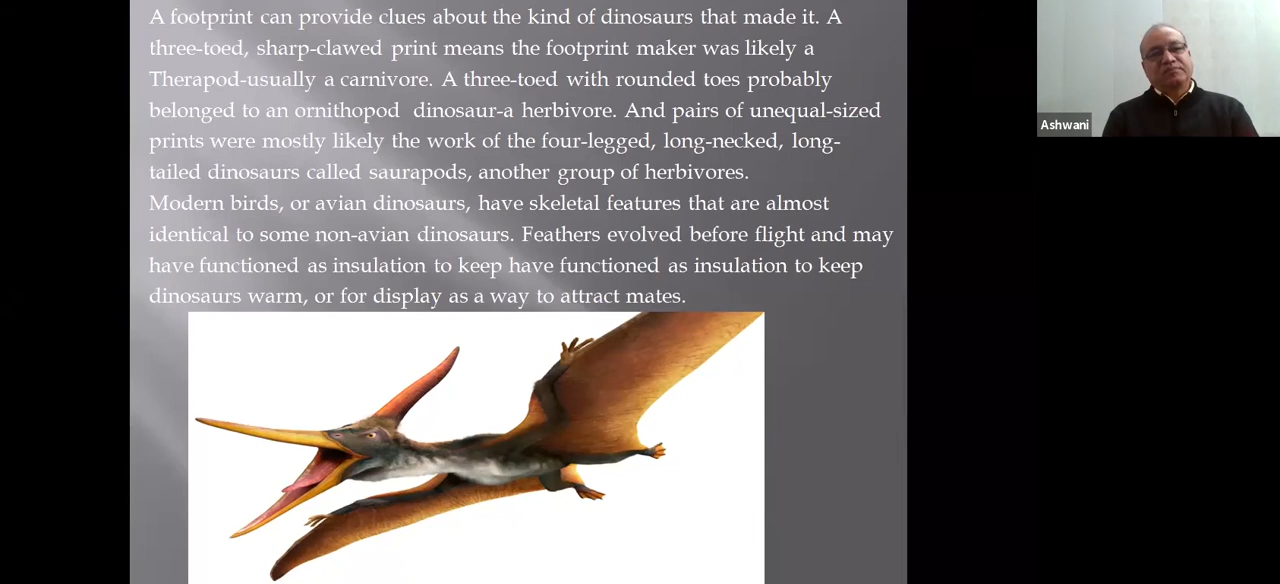 A footprint can provide clues about the kind of dinosaurs that made it. A
three-toed, sharp-clawed print means the footprint maker was likely a
Therapod-usually a carnivore. A three-toed with rounded toes probably
belonged to an ornithopod dinosaur-a herbivore. And pairs of unequal-sized
prints were mostly likely the work of the four-legged, long-necked, long-
tailed dinosaurs called saurapods, another group of herbivores.
Modern birds, or avian dinosaurs, have skeletal features that are almost
identical to some non-avian dinosaurs. Feathers evolved before flight and may
have functioned as insulation to keep have functioned as insulation to keep
dinosaurs warm, or for display as a way to attract mates.
Ashwani